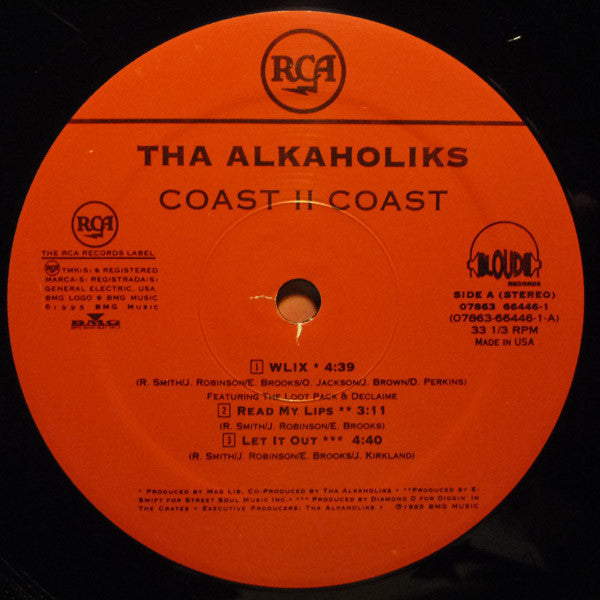 RCA
THA ALKAHOLIKS
COAST II COAST
RCA
THE RCA RECORDS LABEL
RCA TMK(S) ® REGISTERED
MARCA(S) REGISTRADA(S)
GENERAL ELECTRIC, USA
BMG LOGO ® BMG MUSIC
©1995 BMG MUSIC
BMG
LOUD
RECORDS
SIDE A (STEREO)
07863 66446-1
(07863-66446-1-A)
33 1/3 RPM
MADE IN USA
1 WLIX * 4:39
(R. SMITH/J. ROBINSON/E. BROOKS/O. JACKSON/J. BROWN/D. PERKINS)
FEATURING THE LOOT PACK & DECLAIME
2 READ MY LIPS ** 3:11
(R. SMITH/J. ROBINSON/E. BROOKS)
3 LET IT OUT *** 4:40
(R. SMITH/J. ROBINSON/E. BROOKS/J. KIRKLAND)
* PRODUCED BY MAD LIB. CO-PRODUCED BY THA ALKAHOLIKS • **PRODUCED BY E-
SWIFT FOR STREET SOUL MUSIC INC. • *** PRODUCED BY DIAMOND D FOR DIGGIN' IN
THE CRATES • EXECUTIVE PRODUCERS: THA ALKAHOLIKS • ℗1995 BMG MUSIC